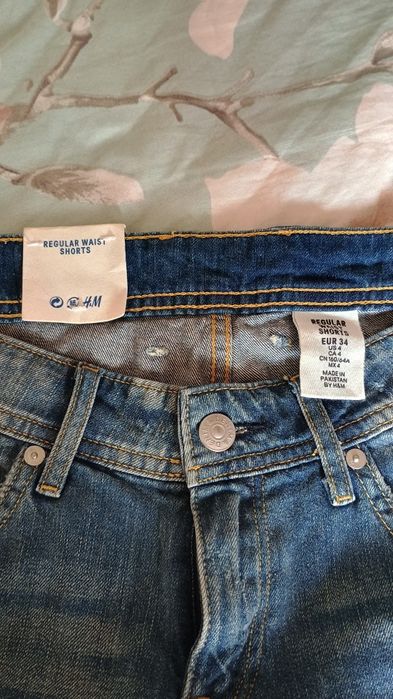 REGULAR WAIST
SHORTS
H&M
REGULAR
SHORTS
EUR 34
US 4
CA 4
CN 160/64A
MX 4
MADE IN
PAKISTAN
BY H&M